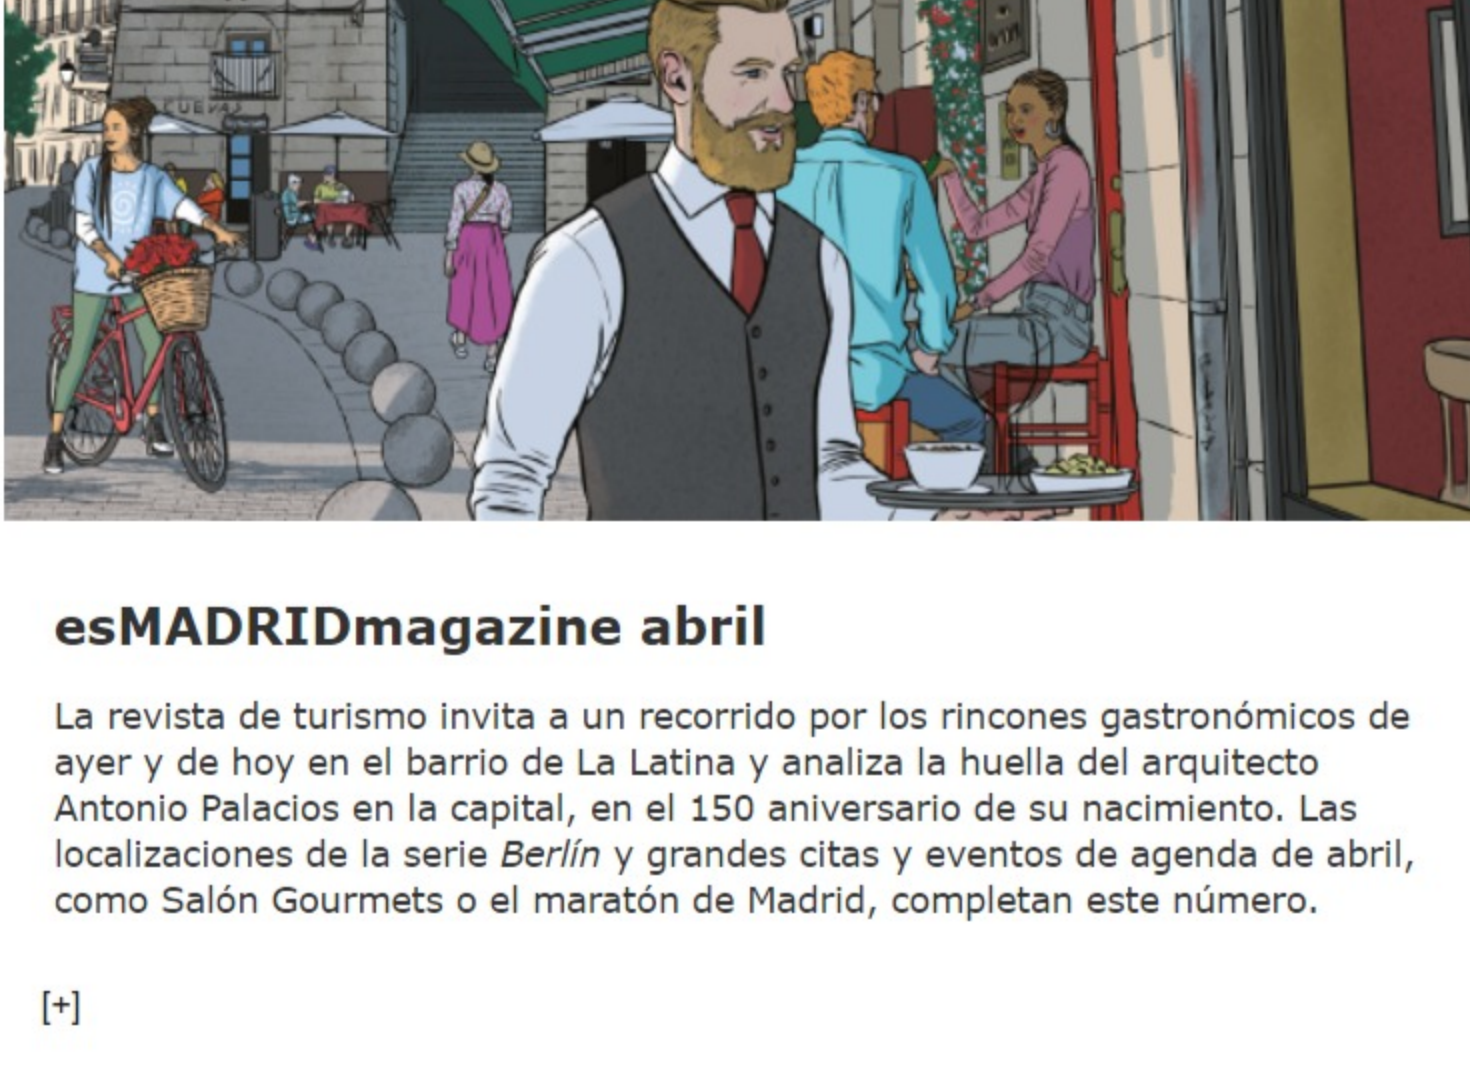 CUEVAS
esMADRIDmagazine abril
La revista de turismo invita a un recorrido por los rincones gastronómicos de
ayer y de hoy en el barrio de La Latina y analiza la huella del arquitecto
Antonio Palacios en la capital, en el 150 aniversario de su nacimiento. Las
localizaciones de la serie Berlín y grandes citas y eventos de agenda de abril,
como Salón Gourmets o el maratón de Madrid, completan este número.
[+]